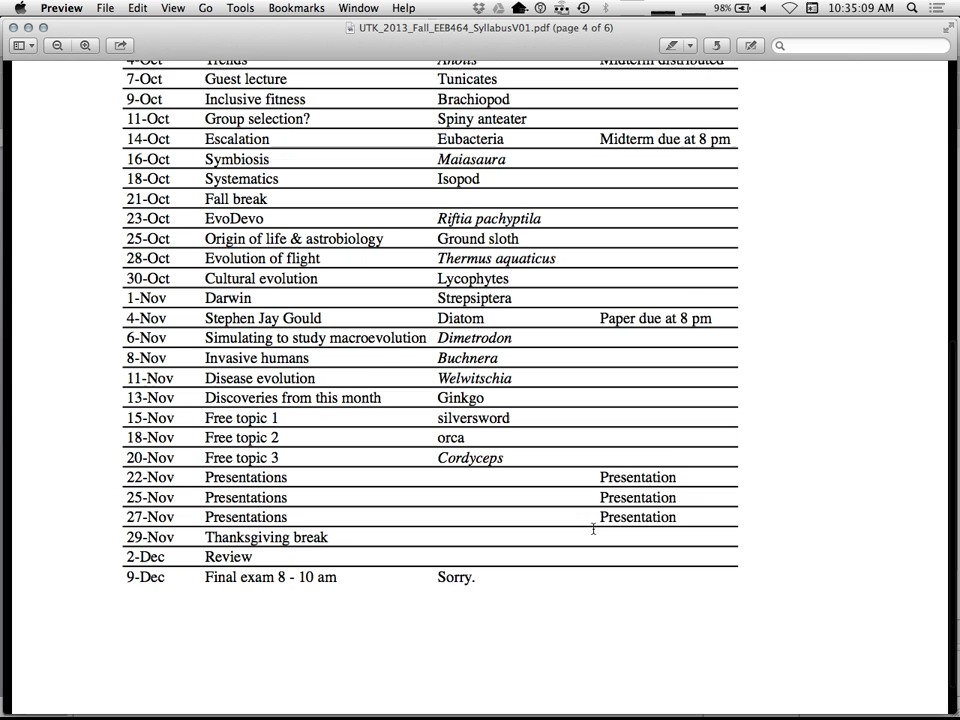 Preview File Edit View Go Tools Bookmarks Window Help 98% 10:35:09 AM
UTK_2013_Fall_EEB464_SyllabusV01.pdf (page 4 of 6)
4-Oct Trends Anolis Midterm distributed
7-Oct Guest lecture Tunicates
9-Oct Inclusive fitness Brachiopod
11-Oct Group selection? Spiny anteater
14-Oct Escalation Eubacteria Midterm due at 8 pm
16-Oct Symbiosis Maiasaura
18-Oct Systematics Isopod
21-Oct Fall break
23-Oct EvoDevo Riftia pachyptila
25-Oct Origin of life & astrobiology Ground sloth
28-Oct Evolution of flight Thermus aquaticus
30-Oct Cultural evolution Lycophytes
1-Nov Darwin Strepsiptera
4-Nov Stephen Jay Gould Diatom Paper due at 8 pm
6-Nov Simulating to study macroevolution Dimetrodon
8-Nov Invasive humans Buchnera
11-Nov Disease evolution Welwitschia
13-Nov Discoveries from this month Ginkgo
15-Nov Free topic 1 silversword
18-Nov Free topic 2 orca
20-Nov Free topic 3 Cordyceps
22-Nov Presentations Presentation
25-Nov Presentations Presentation
27-Nov Presentations Presentation
29-Nov Thanksgiving break
2-Dec Review
9-Dec Final exam 8 - 10 am Sorry.